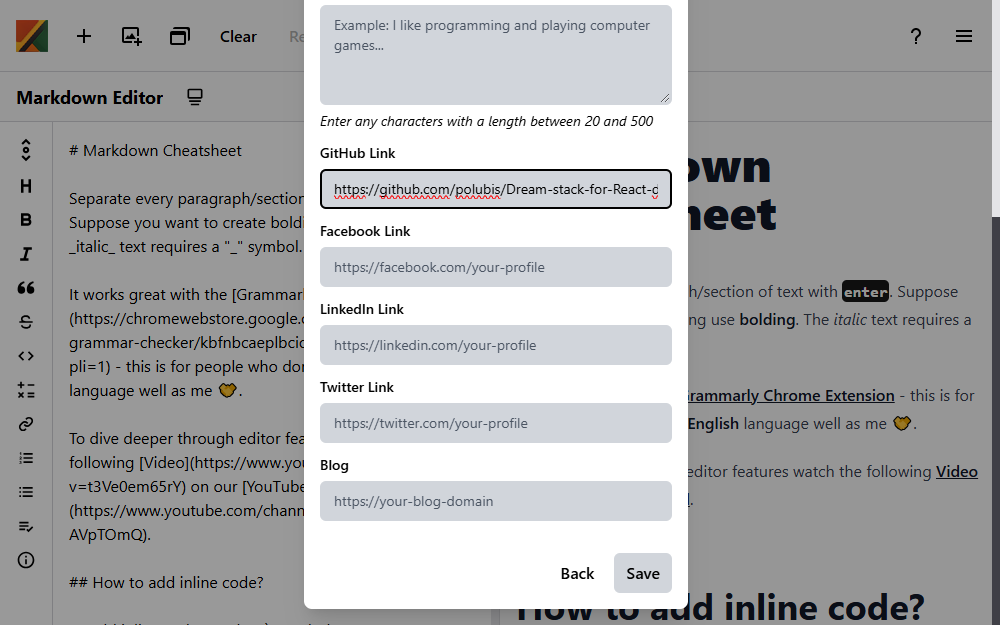 Clear
Re
?
Markdown Editor
# Markdown Cheatsheet
Separate every paragraph/section
Suppose you want to create boldi
_italic_ text requires a "_" symbol.
It works great with the [Grammarl
(https://chromewebstore.google.c
grammar-checker/kbfnbcaeplbcic
pli=1) - this is for people who don
language well as me 🤭.
To dive deeper through editor fea
following [Video](https://www.you
v=t3Ve0em65rY) on our [YouTube
(https://www.youtube.com/chann
AVpTOmQ).
## How to add inline code?
Example: I like programming and playing computer
games...
Enter any characters with a length between 20 and 500
GitHub Link
https://github.com/polubis/Dream-stack-for-React-d
Facebook Link
https://facebook.com/your-profile
LinkedIn Link
https://linkedin.com/your-profile
Twitter Link
https://twitter.com/your-profile
Blog
https://your-blog-domain
Back
Save
own
heet
h/section of text with enter. Suppose
ng use bolding. The italic text requires a
Grammarly Chrome Extension - this is for
English language well as me 🤭.
editor features watch the following Video
How to add inline code?